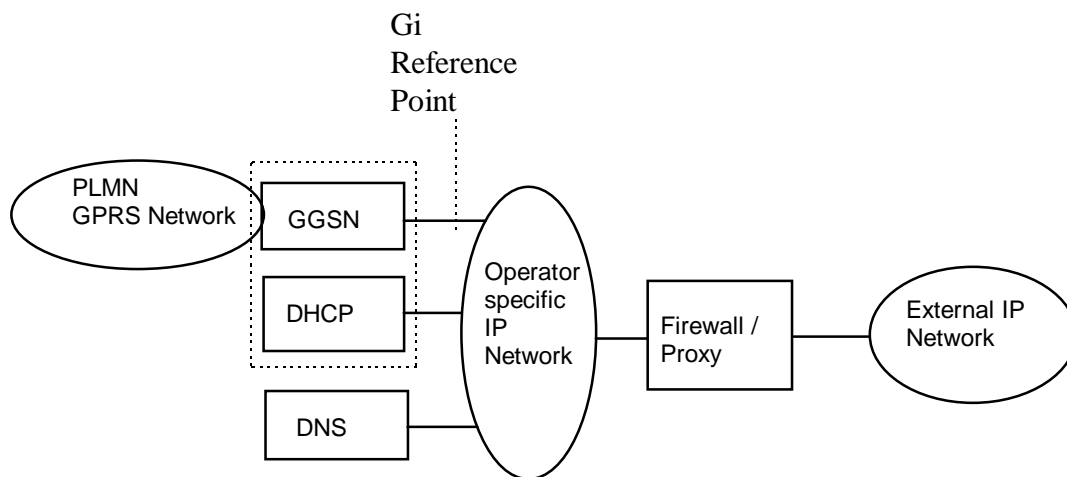 Gi
Reference
Point
PLMN
GPRS Network
GGSN
DHCP
DNS
Operator
specific
IP
Network
Firewall /
Proxy
External IP
Network